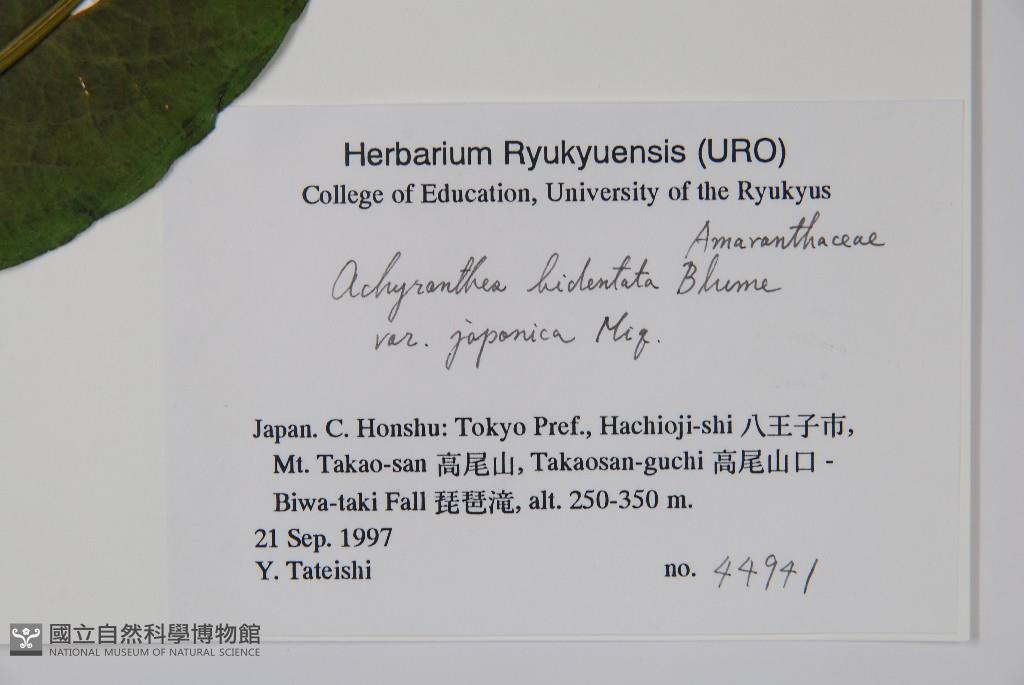 Herbarium Ryukyuensis (URO)
College of Education, University of the Ryukyus
Amaranthaceae
Achyranthea bidentata Blume
var. japonica Miq.
Japan. C. Honshu: Tokyo Pref., Hachioji-shi 八王子市,
Mt. Takao-san 高尾山, Takaosan-guchi 高尾山口 -
Biwa-taki Fall 琵琶滝, alt. 250-350 m.
21 Sep. 1997
Y. Tateishi no. 44941
國立自然科學博物館
NATIONAL MUSEUM OF NATURAL SCIENCE